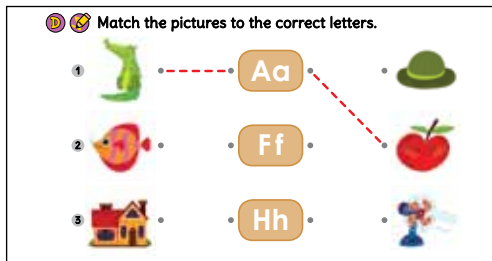 D Match the pictures to the correct letters.
1 Aa
2 Ff
3 Hh